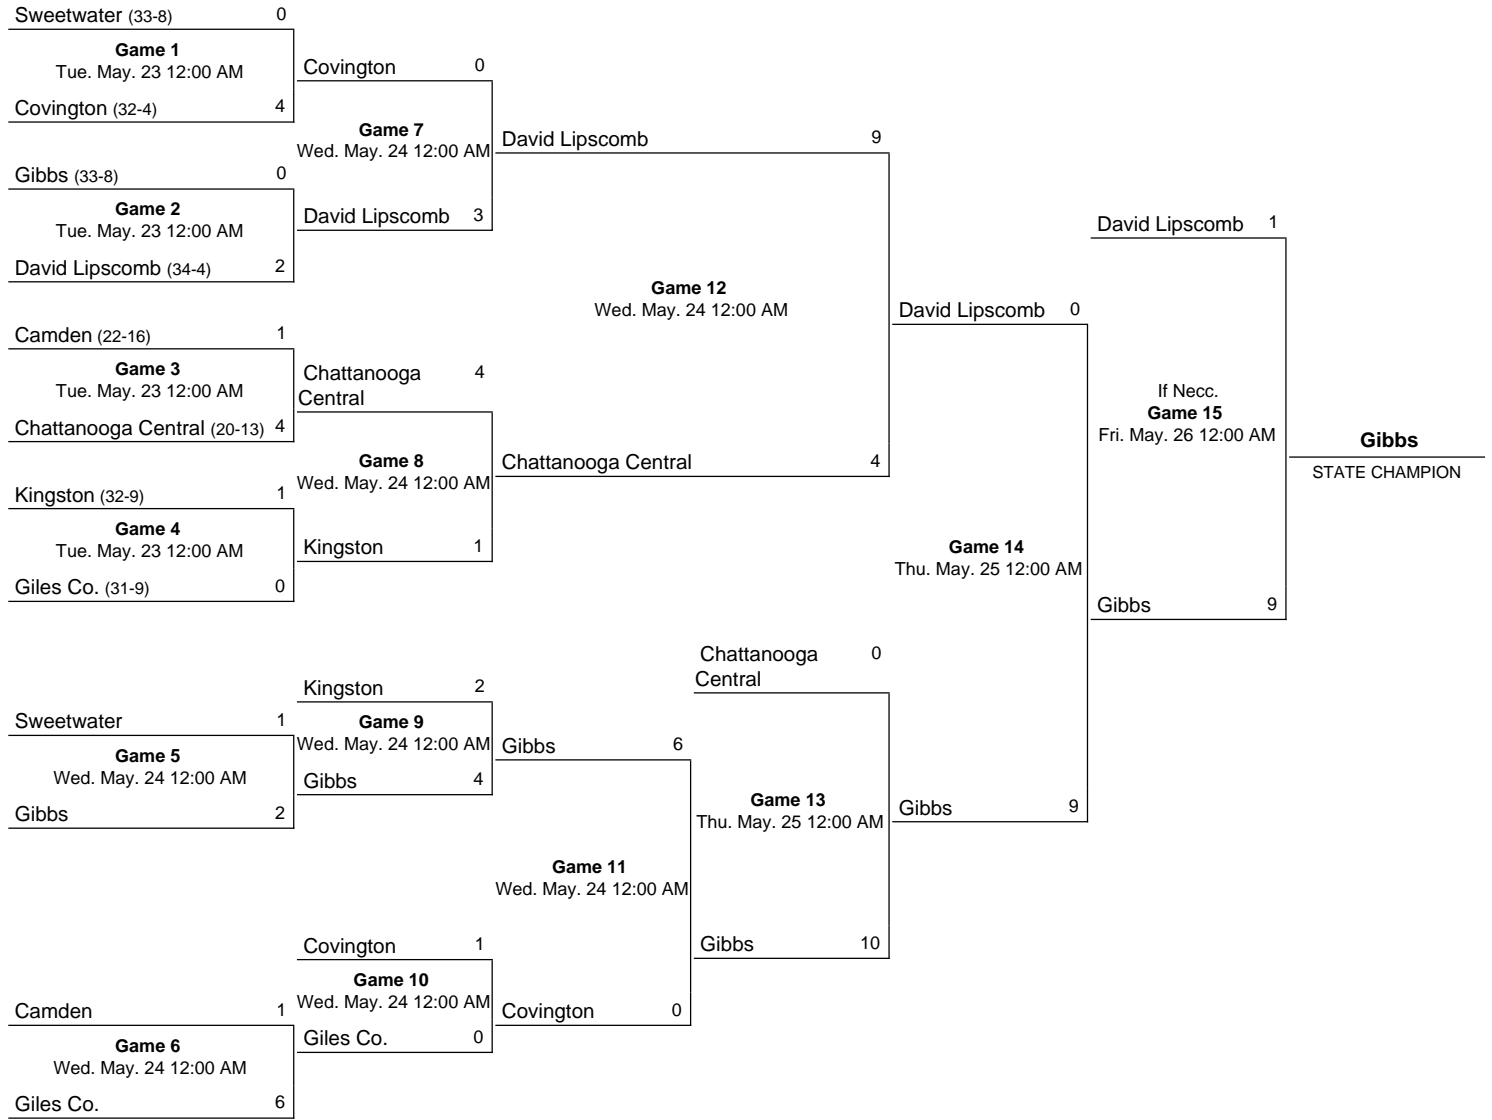 Sweetwater (33-8) 0
Game 1
Tue. May. 23 12:00 AM
Covington (32-4) 4
Gibbs (33-8) 0
Game 2
Tue. May. 23 12:00 AM
David Lipscomb (34-4) 2
Camden (22-16) 1
Game 3
Tue. May. 23 12:00 AM
Chattanooga Central (20-13) 4
Kingston (32-9) 1
Game 4
Tue. May. 23 12:00 AM
Giles Co. (31-9) 0
Sweetwater 1
Game 5
Wed. May. 24 12:00 AM
Gibbs 2
Camden 1
Game 6
Wed. May. 24 12:00 AM
Giles Co. 6
Covington 0
Game 7
Wed. May. 24 12:00 AM
David Lipscomb 3
Chattanooga 4
Central
Game 8
Wed. May. 24 12:00 AM
Kingston 1
Kingston 2
Game 9
Wed. May. 24 12:00 AM
Gibbs 4
Covington 1
Game 10
Wed. May. 24 12:00 AM
Giles Co. 0
David Lipscomb 9
Game 12
Wed. May. 24 12:00 AM
Chattanooga Central 4
Gibbs 6
Game 11
Wed. May. 24 12:00 AM
Covington 0
Chattanooga 0
Central
Game 13
Thu. May. 25 12:00 AM
Gibbs 10
David Lipscomb 0
Game 14
Thu. May. 25 12:00 AM
Gibbs 9
David Lipscomb 1
If Necc.
Game 15
Fri. May. 26 12:00 AM
Gibbs 9
Gibbs
STATE CHAMPION